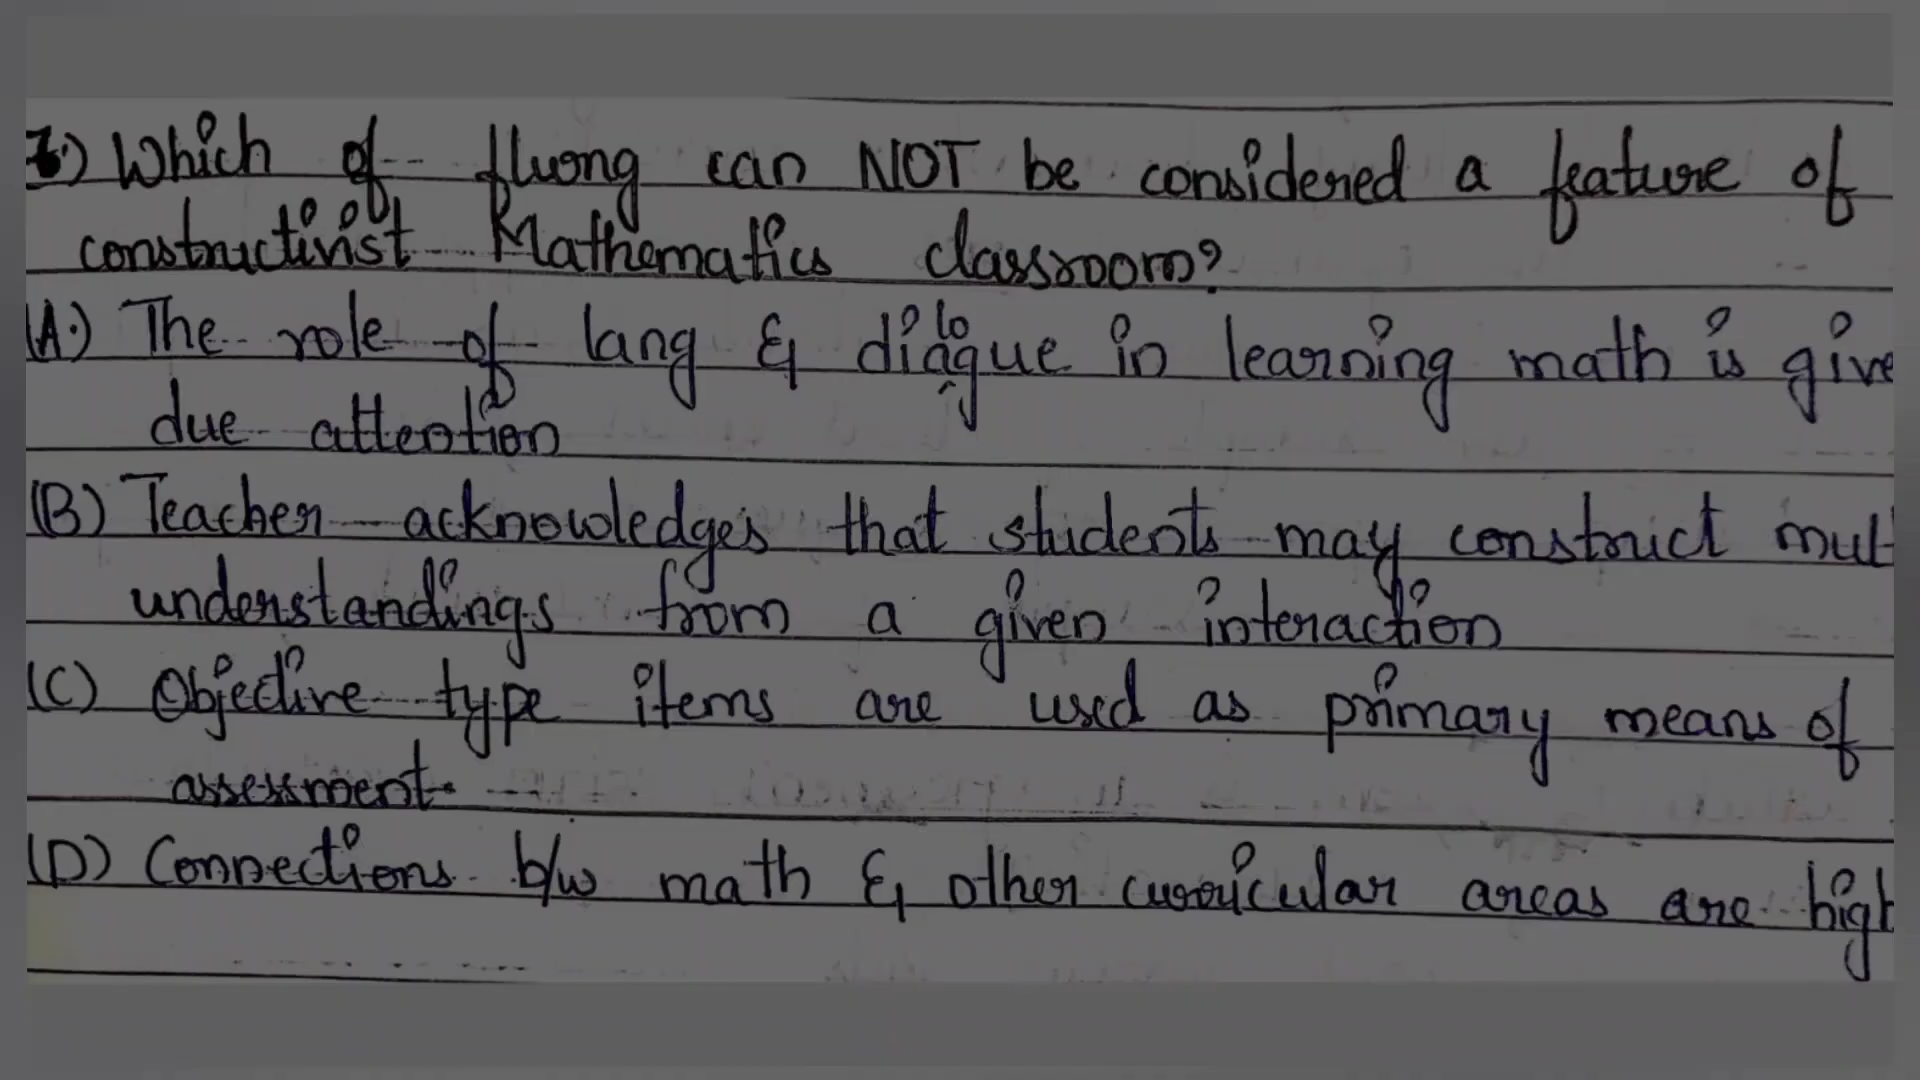 7.) Which of flwong can NOT be considered a feature of
constructivist Mathematics classroom?
(A.) The role of lang & dialogue in learning math is give
due attention
(B) Teacher acknowledges that students may construct mul
understandings from a given interaction
(C) Objective type items are used as primary means of
assessment.
(D) Connections b/w math & other curricular areas are high